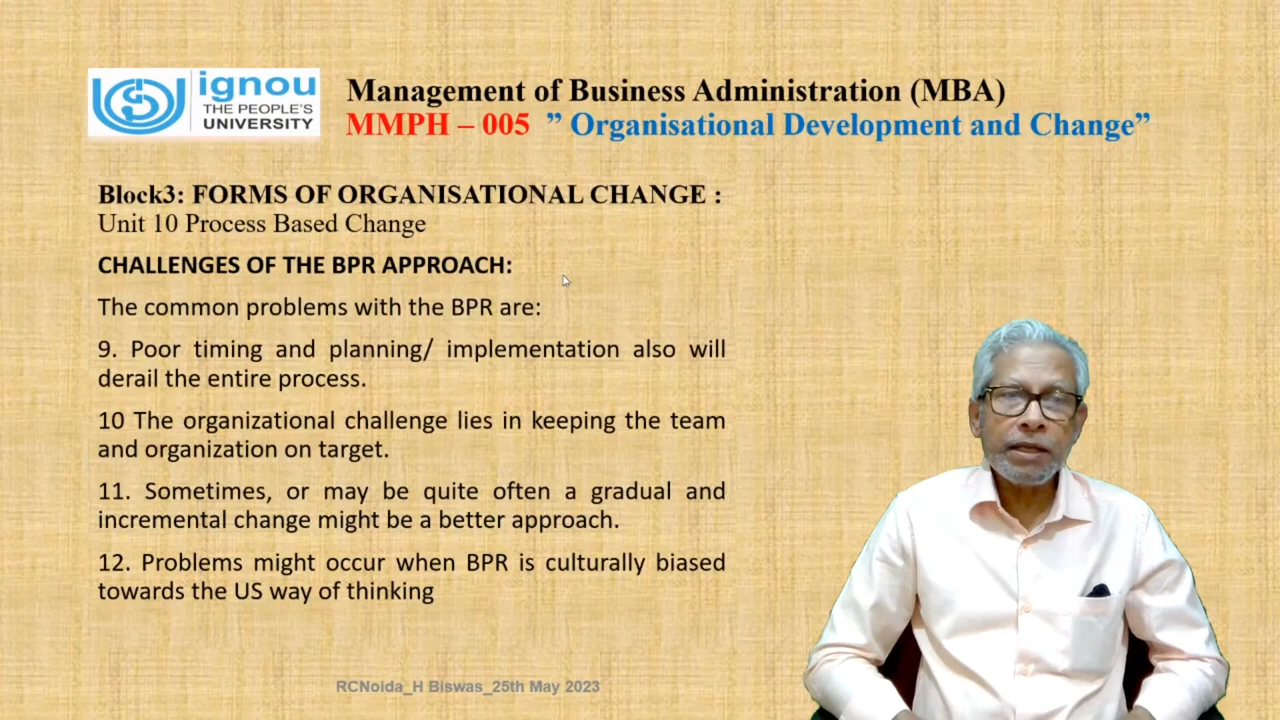 ignou
THE PEOPLE'S
UNIVERSITY
Management of Business Administration (MBA)
MMPH – 005 ” Organisational Development and Change”
Block3: FORMS OF ORGANISATIONAL CHANGE :
Unit 10 Process Based Change
CHALLENGES OF THE BPR APPROACH:
The common problems with the BPR are:
9. Poor timing and planning/ implementation also will
derail the entire process.
10 The organizational challenge lies in keeping the team
and organization on target.
11. Sometimes, or may be quite often a gradual and
incremental change might be a better approach.
12. Problems might occur when BPR is culturally biased
towards the US way of thinking
RCNoida_H Biswas_25th May 2023